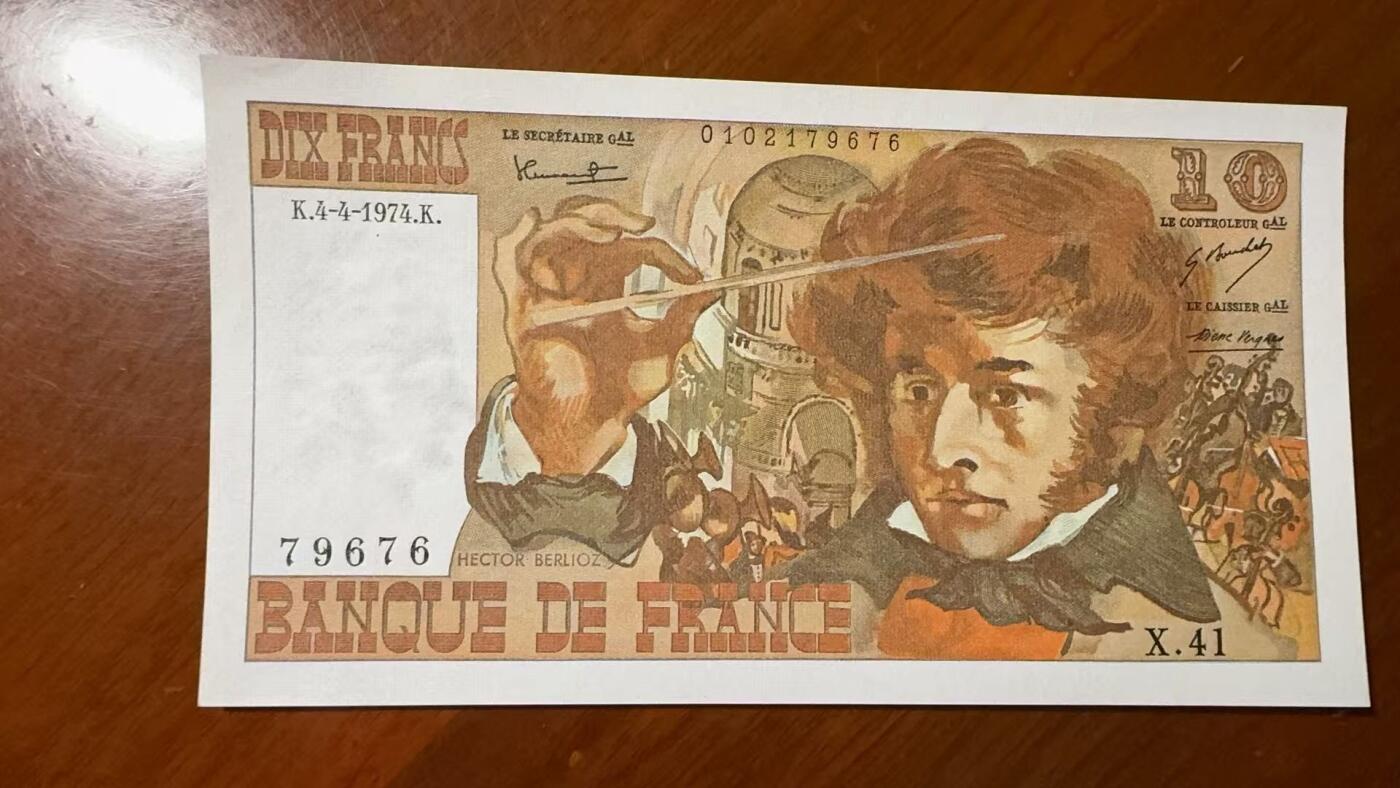 DIX FRANCS
LE SECRÉTAIRE GAL
0102179676
10
K.4-4-1974.K.
LE CONTROLEUR GAL
G Bouchet
LE CAISSIER GAL
79676
HECTOR BERLIOZ
BANQUE DE FRANCE
X.41